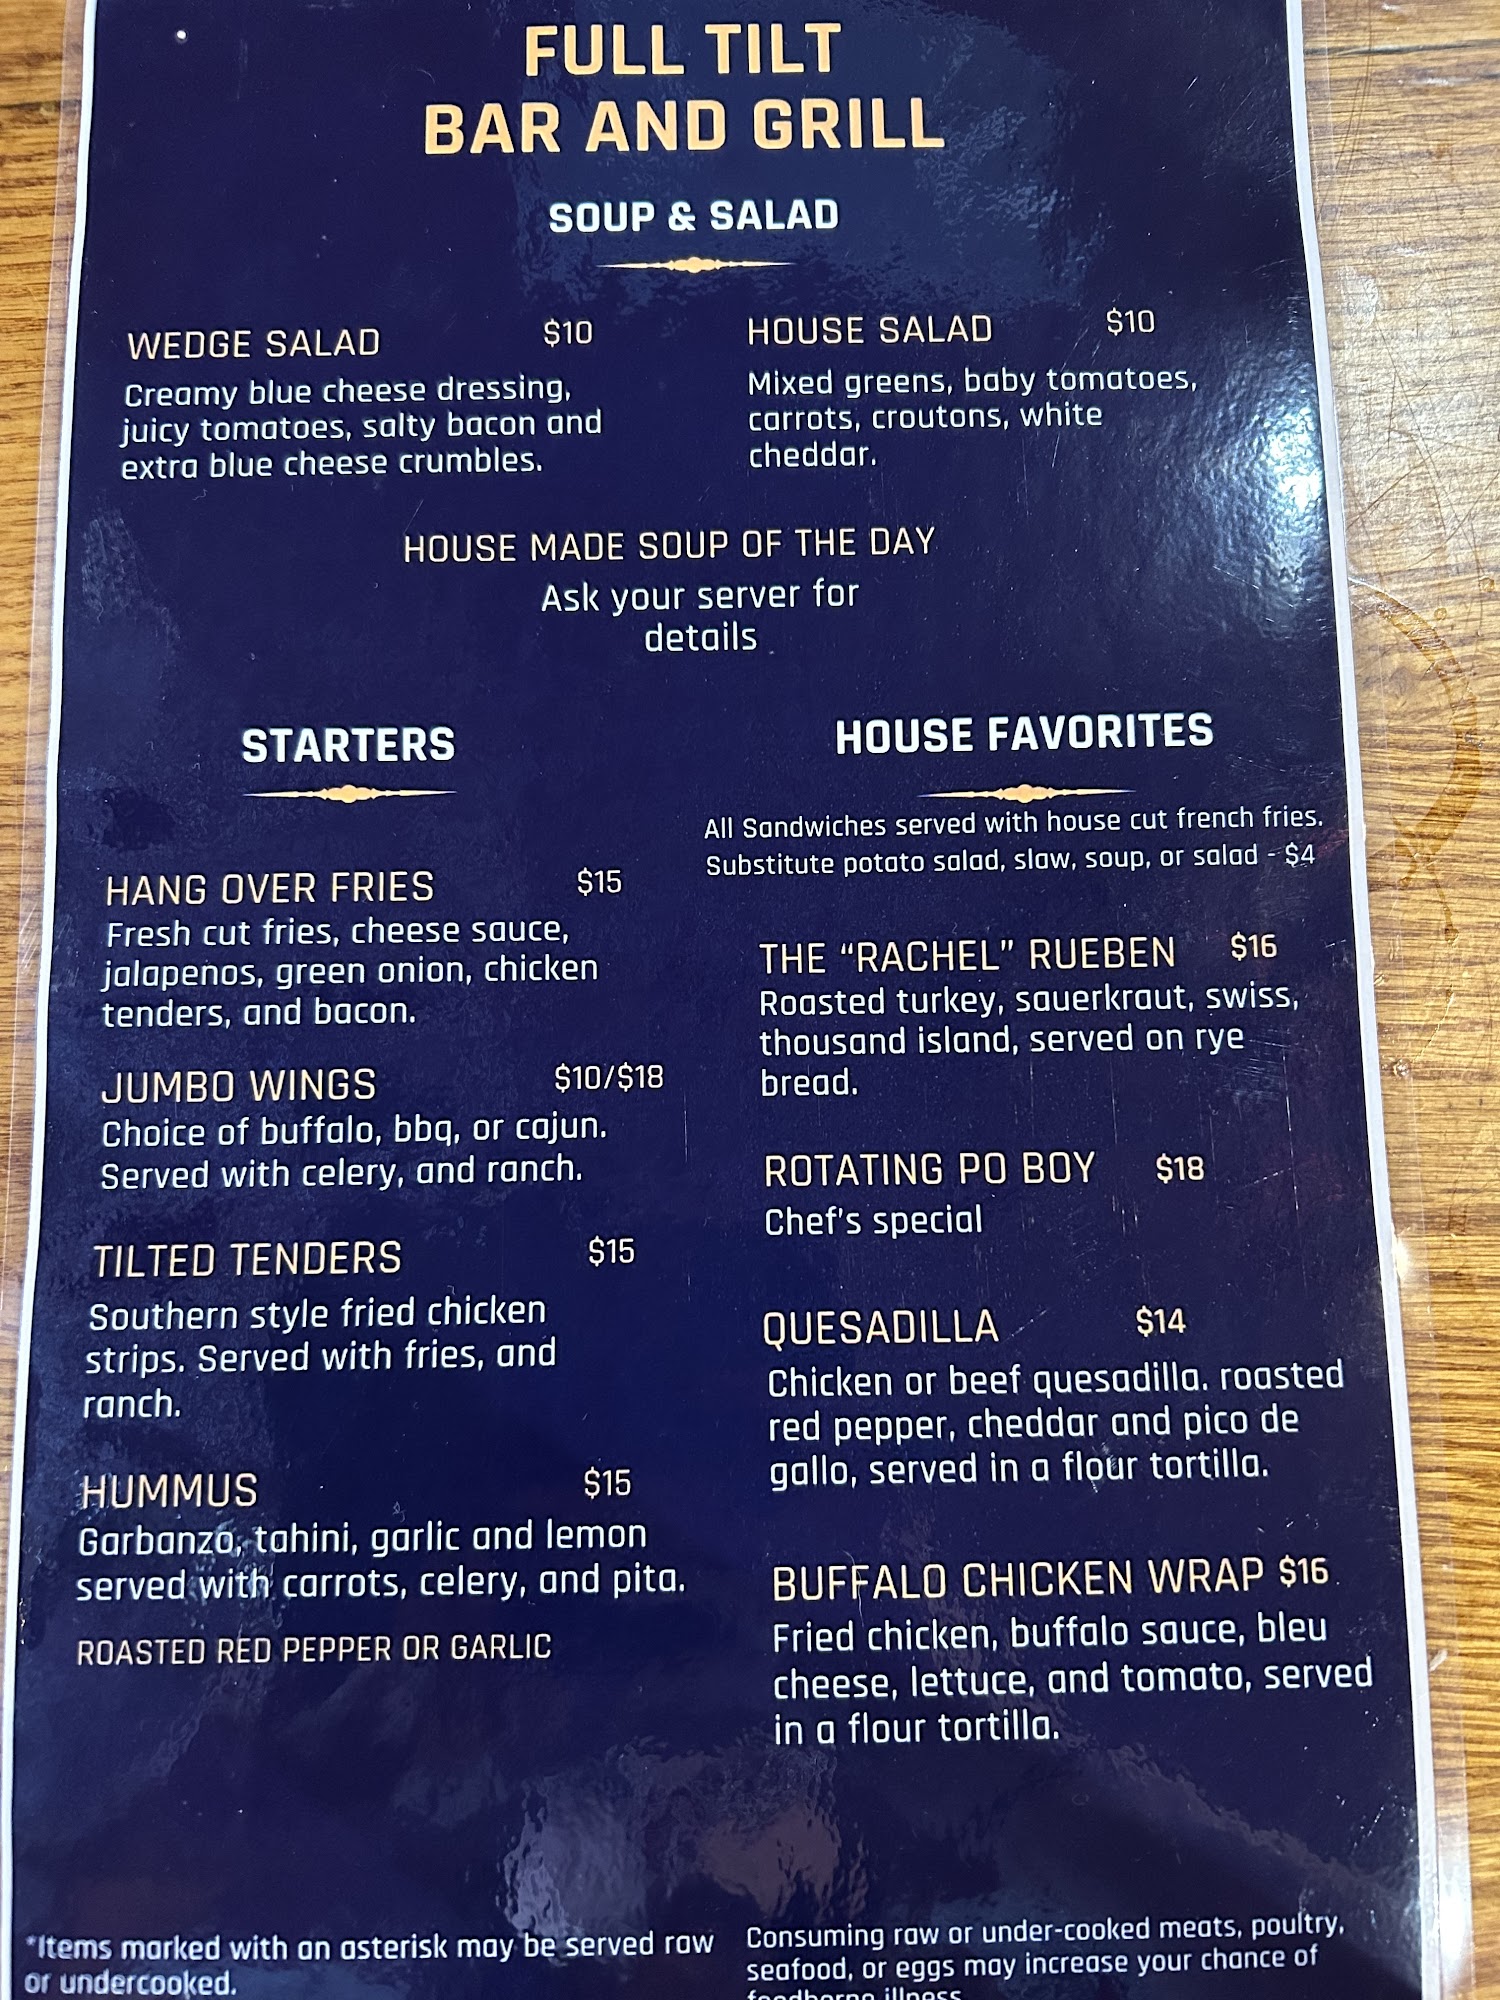 FULL TILT
BAR AND GRILL
SOUP & SALAD
WEDGE SALAD $10
Creamy blue cheese dressing,
juicy tomatoes, salty bacon and
extra blue cheese crumbles.
HOUSE SALAD $10
Mixed greens, baby tomatoes,
carrots, croutons, white
cheddar.
HOUSE MADE SOUP OF THE DAY
Ask your server for
details
STARTERS
HANG OVER FRIES $15
Fresh cut fries, cheese sauce,
jalapenos, green onion, chicken
tenders, and bacon.
JUMBO WINGS $10/$18
Choice of buffalo, bbq, or cajun.
Served with celery, and ranch.
TILTED TENDERS $15
Southern style fried chicken
strips. Served with fries, and
ranch.
HUMMUS $15
Garbanzo, tahini, garlic and lemon
served with carrots, celery, and pita.
ROASTED RED PEPPER OR GARLIC
HOUSE FAVORITES
All Sandwiches served with house cut french fries.
Substitute potato salad, slaw, soup, or salad - $4
THE “RACHEL” RUEBEN $16
Roasted turkey, sauerkraut, swiss,
thousand island, served on rye
bread.
ROTATING PO BOY $18
Chef's special
QUESADILLA $14
Chicken or beef quesadilla. roasted
red pepper, cheddar and pico de
gallo, served in a flour tortilla.
BUFFALO CHICKEN WRAP $16
Fried chicken, buffalo sauce, bleu
cheese, lettuce, and tomato, served
in a flour tortilla.
*Items marked with an asterisk may be served raw
or undercooked.
Consuming raw or under-cooked meats, poultry,
seafood, or eggs may increase your chance of
foodborne illness